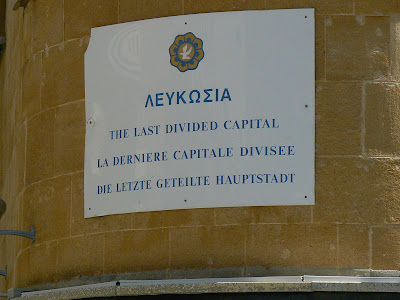 ΛΕΥΚΩΣΙΑ
THE LAST DIVIDED CAPITAL
LA DERNIERE CAPITALE DIVISEE
DIE LETZTE GETEILTE HAUPTSTADT